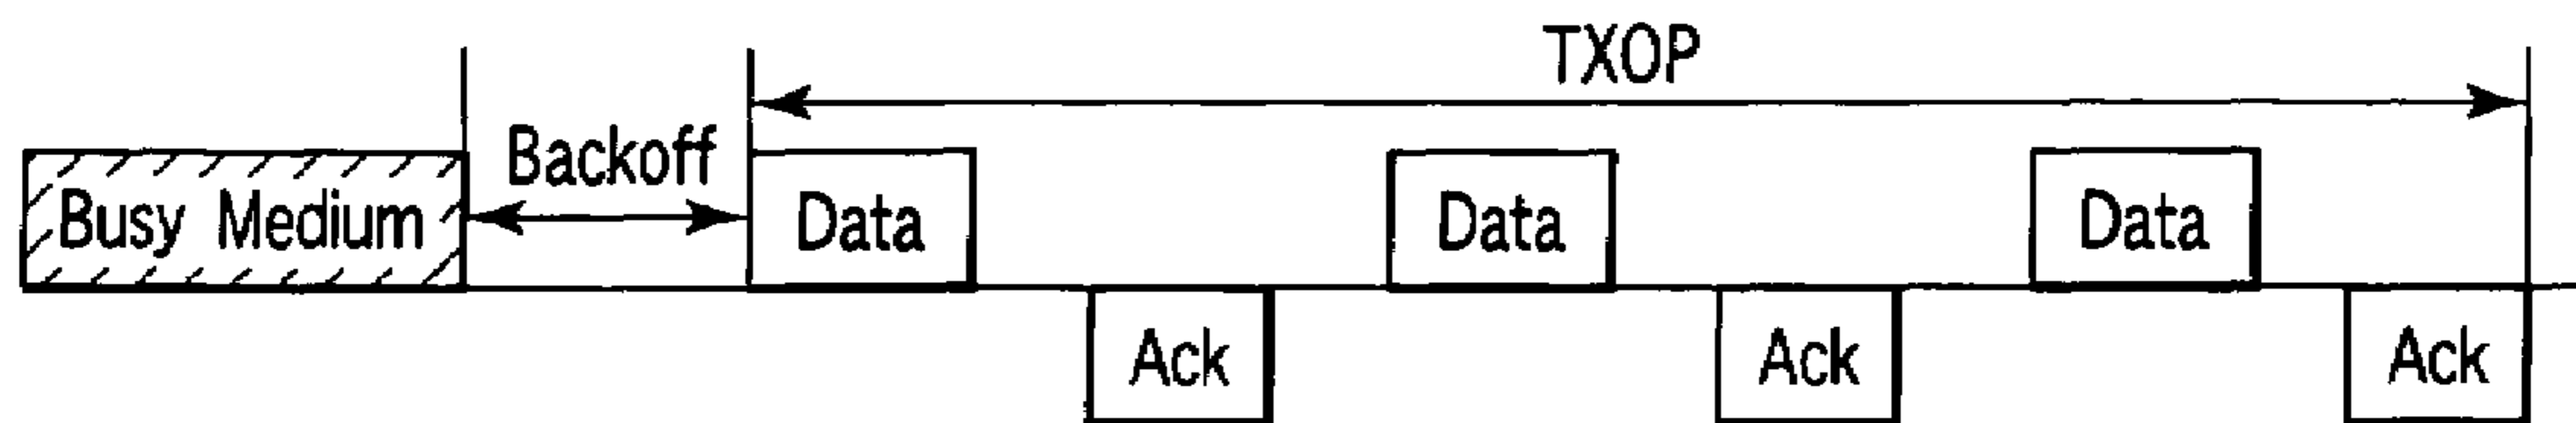 TXOP
Backoff
Busy Medium
Data
Data
Data
Ack
Ack
Ack